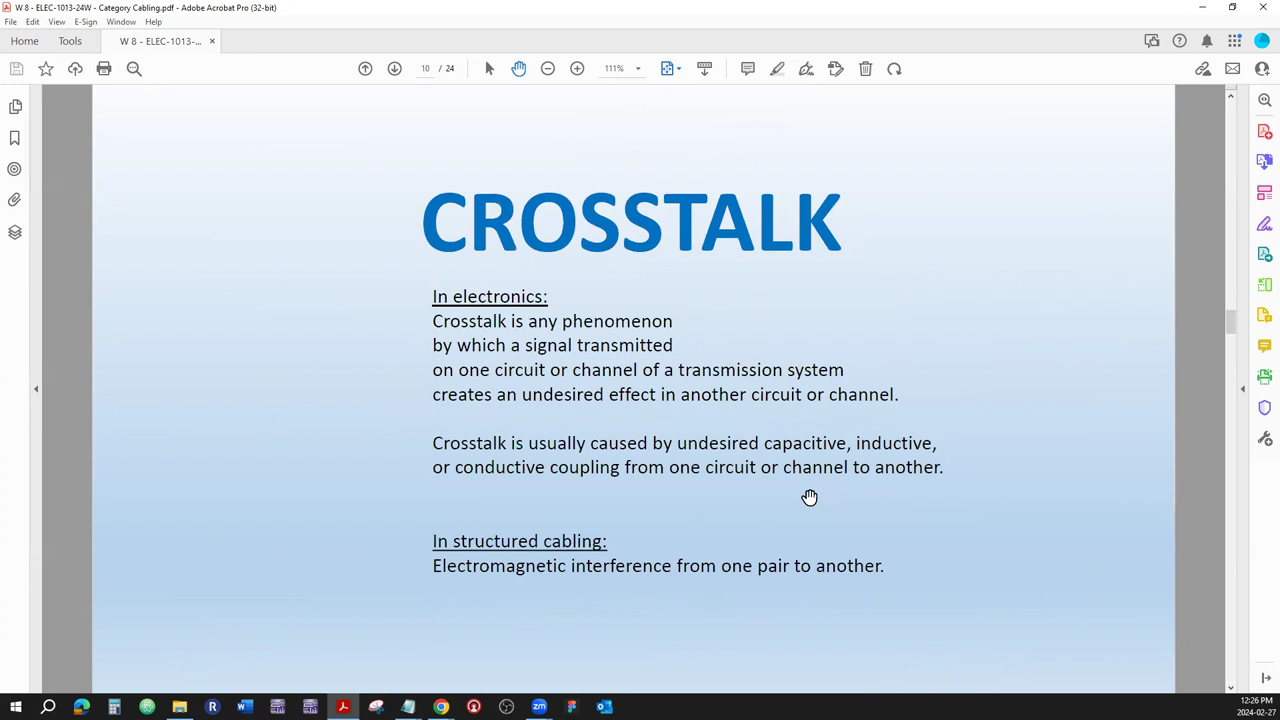 W 8 - ELEC-1013-24W - Category Cabling.pdf - Adobe Acrobat Pro (32-bit)
File Edit View E-Sign Window Help
Home Tools W 8 - ELEC-1013-... ×
10 / 24 111%
CROSSTALK
In electronics:
Crosstalk is any phenomenon
by which a signal transmitted
on one circuit or channel of a transmission system
creates an undesired effect in another circuit or channel.
Crosstalk is usually caused by undesired capacitive, inductive,
or conductive coupling from one circuit or channel to another.
In structured cabling:
Electromagnetic interference from one pair to another.
12:26 PM
2024-02-27